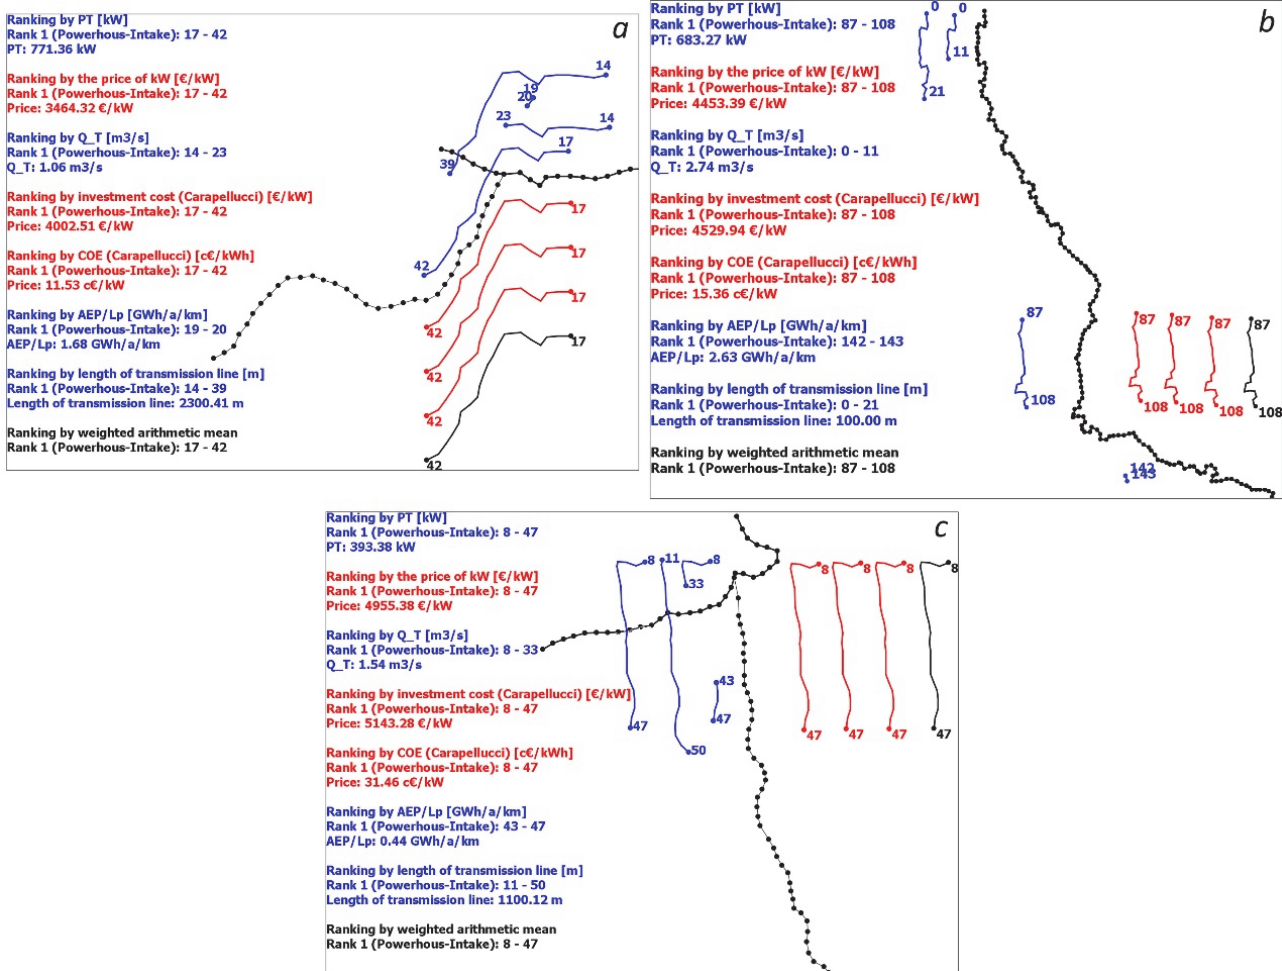 Ranking by PT [kW]
Rank 1 (Powerhous-Intake): 17 - 42
PT: 771.36 kW
Ranking by the price of kW [€/kW]
Rank 1 (Powerhous-Intake): 17 - 42
Price: 3464.32 €/kW
Ranking by Q_T [m3/s]
Rank 1 (Powerhous-Intake): 14 - 23
Q_T: 1.06 m3/s
Ranking by investment cost (Carapellucci) [€/kW]
Rank 1 (Powerhous-Intake): 17 - 42
Price: 4002.51 €/kW
Ranking by COE (Carapellucci) [c€/kWh]
Rank 1 (Powerhous-Intake): 17 - 42
Price: 11.53 c€/kW
Ranking by AEP/Lp [GWh/a/km]
Rank 1 (Powerhous-Intake): 19 - 20
AEP/Lp: 1.68 GWh/a/km
Ranking by length of transmission line [m]
Rank 1 (Powerhous-Intake): 14 - 39
Length of transmission line: 2300.41 m
Ranking by weighted arithmetic mean
Rank 1 (Powerhous-Intake): 17 - 42
a
14
19
20
23
14
17
39
42
17
17
17
17
42
42
42
42
Ranking by PT [kW]
Rank 1 (Powerhous-Intake): 87 - 108
PT: 683.27 kW
Ranking by the price of kW [€/kW]
Rank 1 (Powerhous-Intake): 87 - 108
Price: 4453.39 €/kW
Ranking by Q_T [m3/s]
Rank 1 (Powerhous-Intake): 0 - 11
Q_T: 2.74 m3/s
Ranking by investment cost (Carapellucci) [€/kW]
Rank 1 (Powerhous-Intake): 87 - 108
Price: 4529.94 €/kW
Ranking by COE (Carapellucci) [c€/kWh]
Rank 1 (Powerhous-Intake): 87 - 108
Price: 15.36 c€/kW
Ranking by AEP/Lp [GWh/a/km]
Rank 1 (Powerhous-Intake): 142 - 143
AEP/Lp: 2.63 GWh/a/km
Ranking by length of transmission line [m]
Rank 1 (Powerhous-Intake): 0 - 21
Length of transmission line: 100.00 m
Ranking by weighted arithmetic mean
Rank 1 (Powerhous-Intake): 87 - 108
b
0 0
11
21
87 87 87 87 87
108 108 108 108 108
142
143
Ranking by PT [kW]
Rank 1 (Powerhous-Intake): 8 - 47
PT: 393.38 kW
Ranking by the price of kW [€/kW]
Rank 1 (Powerhous-Intake): 8 - 47
Price: 4955.38 €/kW
Ranking by Q_T [m3/s]
Rank 1 (Powerhous-Intake): 8 - 33
Q_T: 1.54 m3/s
Ranking by investment cost (Carapellucci) [€/kW]
Rank 1 (Powerhous-Intake): 8 - 47
Price: 5143.28 €/kW
Ranking by COE (Carapellucci) [c€/kWh]
Rank 1 (Powerhous-Intake): 8 - 47
Price: 31.46 c€/kW
Ranking by AEP/Lp [GWh/a/km]
Rank 1 (Powerhous-Intake): 43 - 47
AEP/Lp: 0.44 GWh/a/km
Ranking by length of transmission line [m]
Rank 1 (Powerhous-Intake): 11 - 50
Length of transmission line: 1100.12 m
Ranking by weighted arithmetic mean
Rank 1 (Powerhous-Intake): 8 - 47
c
8 11 8 8 8 8 8
33
43
47 47 47 47 47 47
50